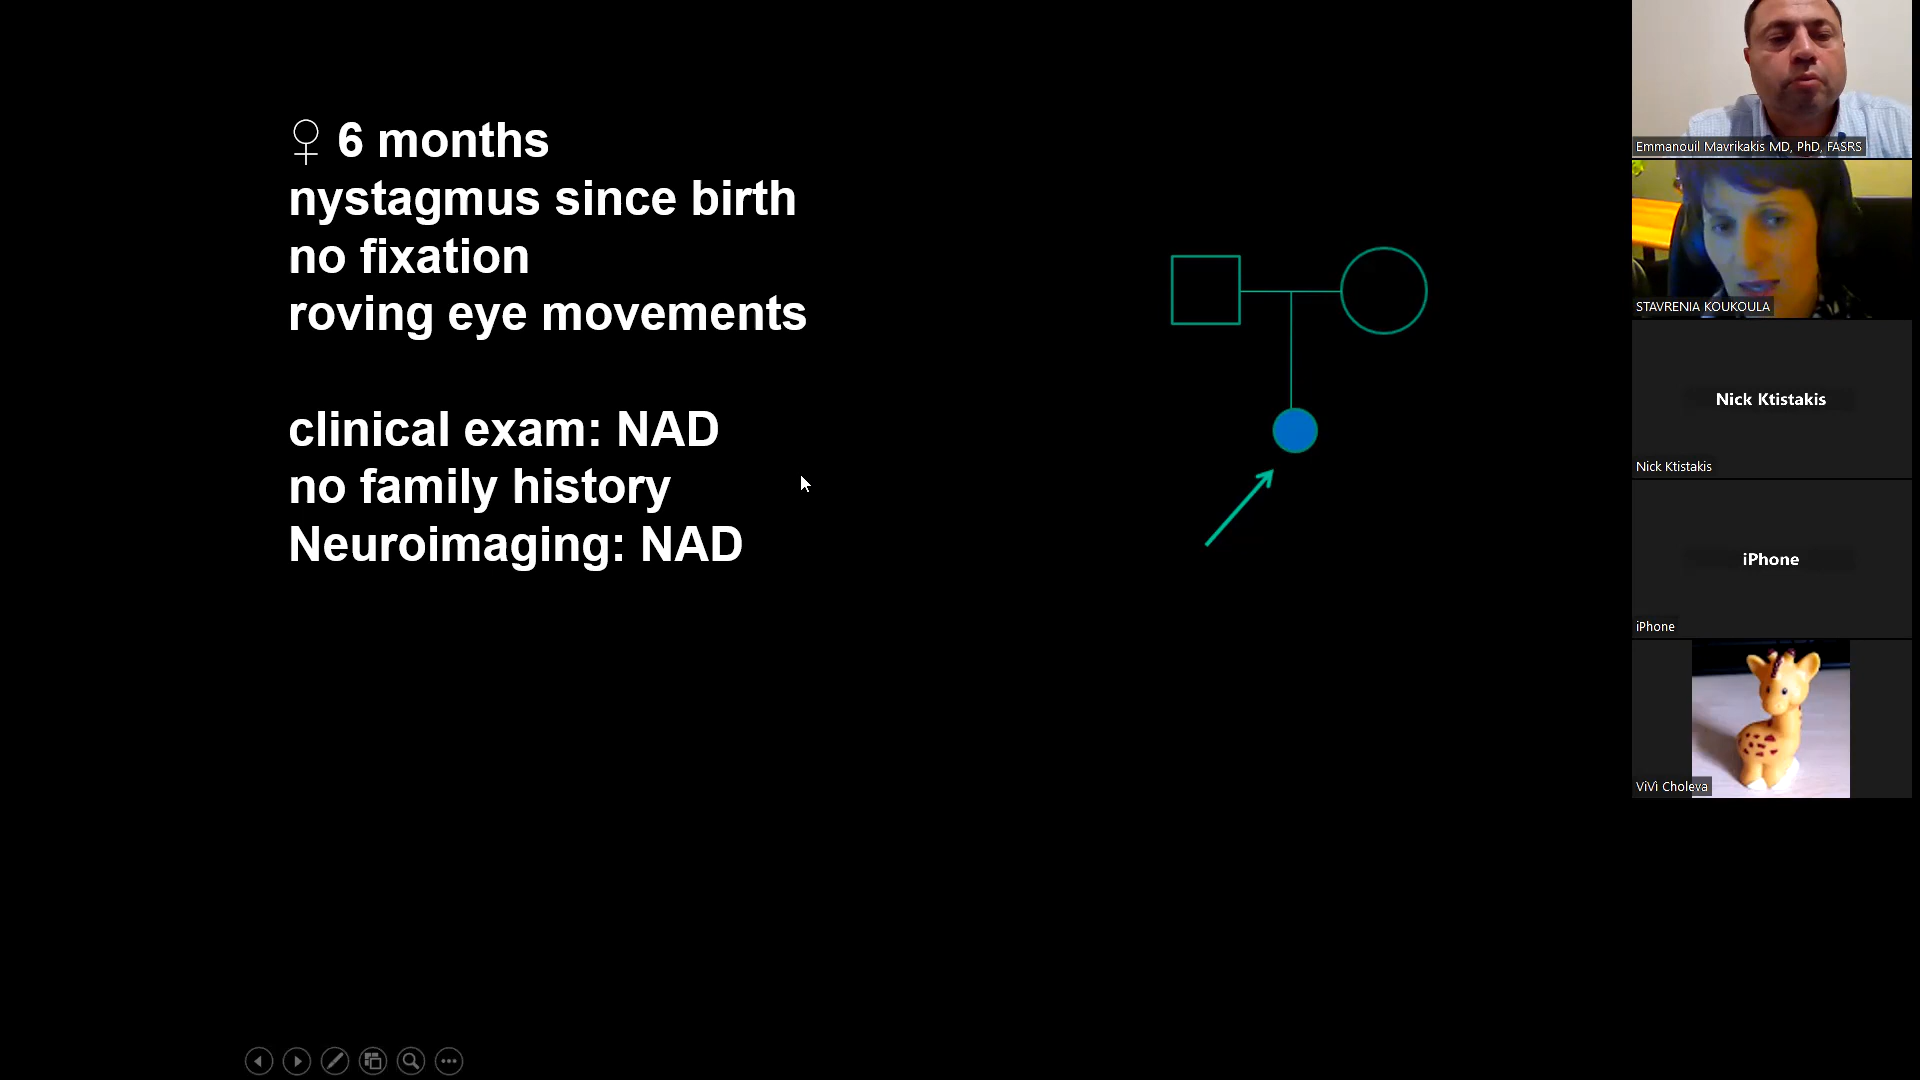 ♀ 6 months
nystagmus since birth
no fixation
roving eye movements
clinical exam: NAD
no family history
Neuroimaging: NAD
Emmanouil Mavrikakis MD, PhD, FASRS
STAVRENIA KOUKOULA
Nick Ktistakis
Nick Ktistakis
iPhone
iPhone
ViVi Choleva